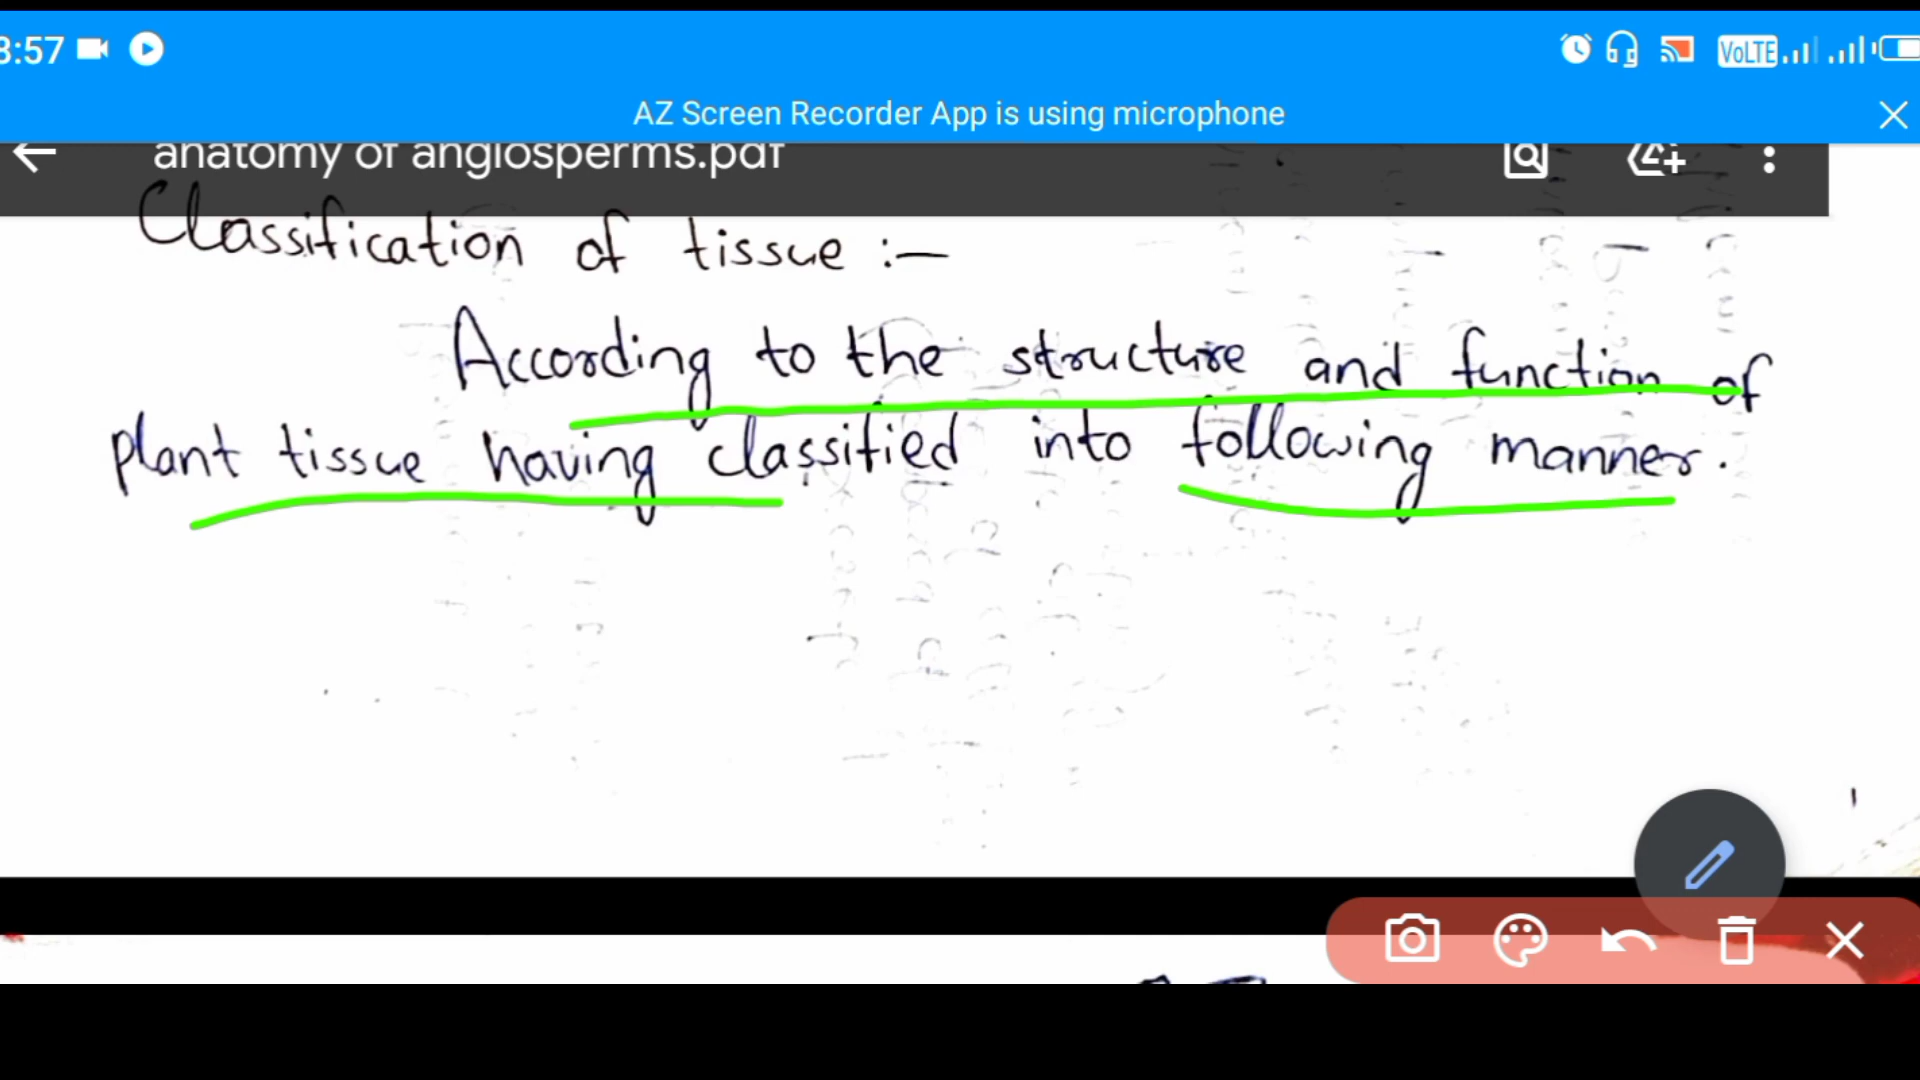 3:57
VoLTE
AZ Screen Recorder App is using microphone
anatomy of angiosperms.pdf
Classification of tissue :-
According to the structure and function of
plant tissue having classified into following manner.